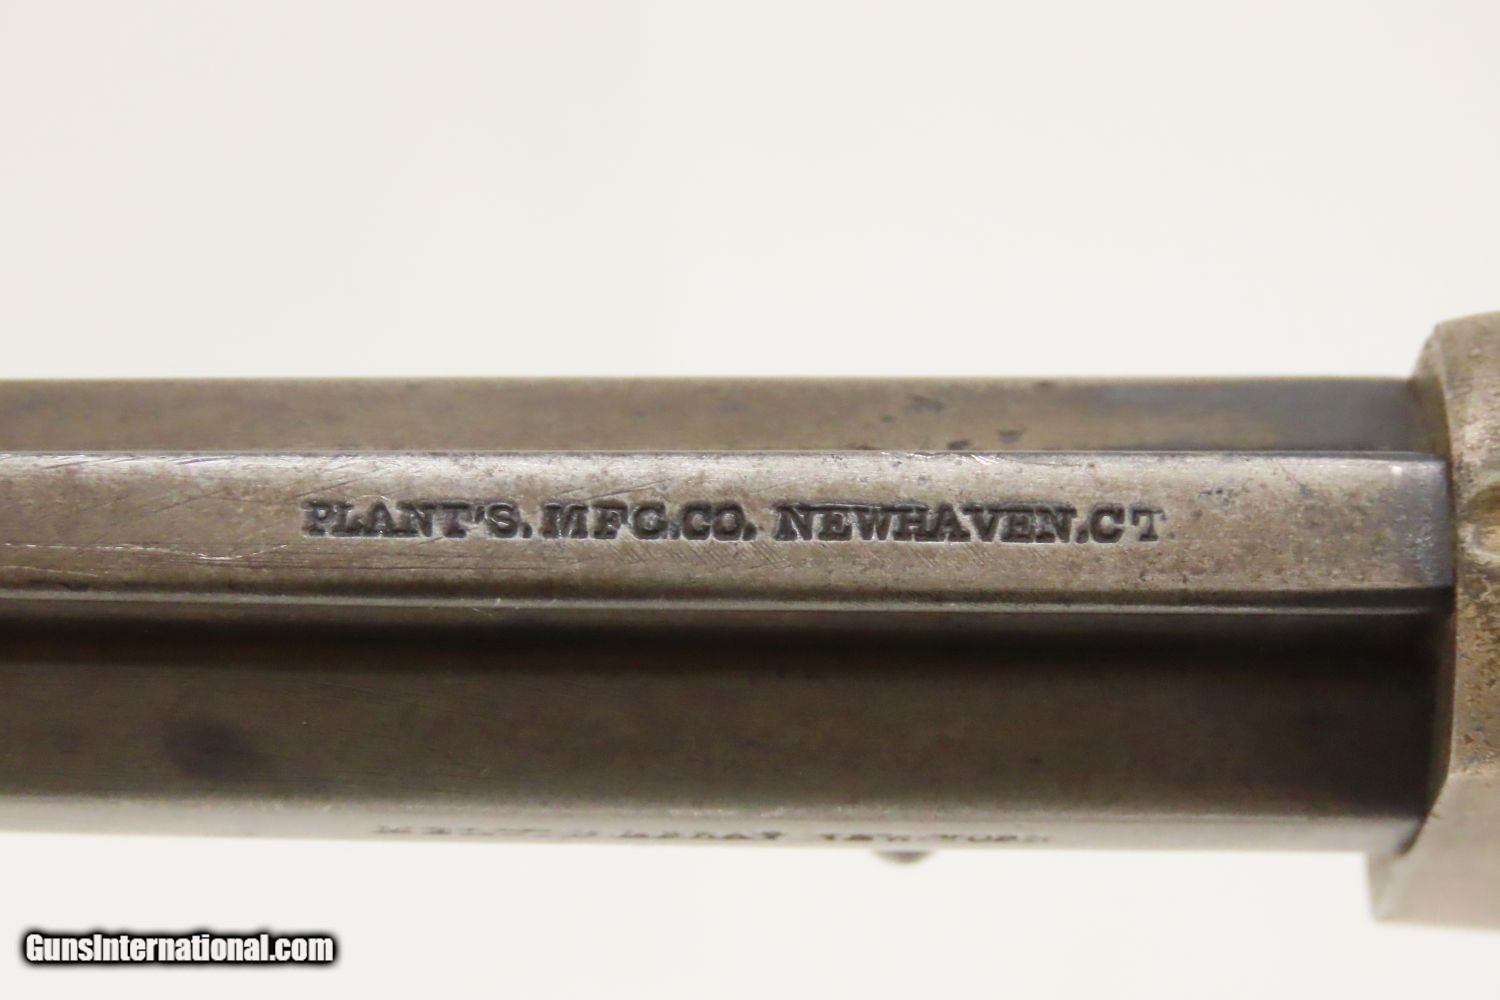 PLANT'S. MFG.CO. NEWHAVEN.CT
GunsInternational.com